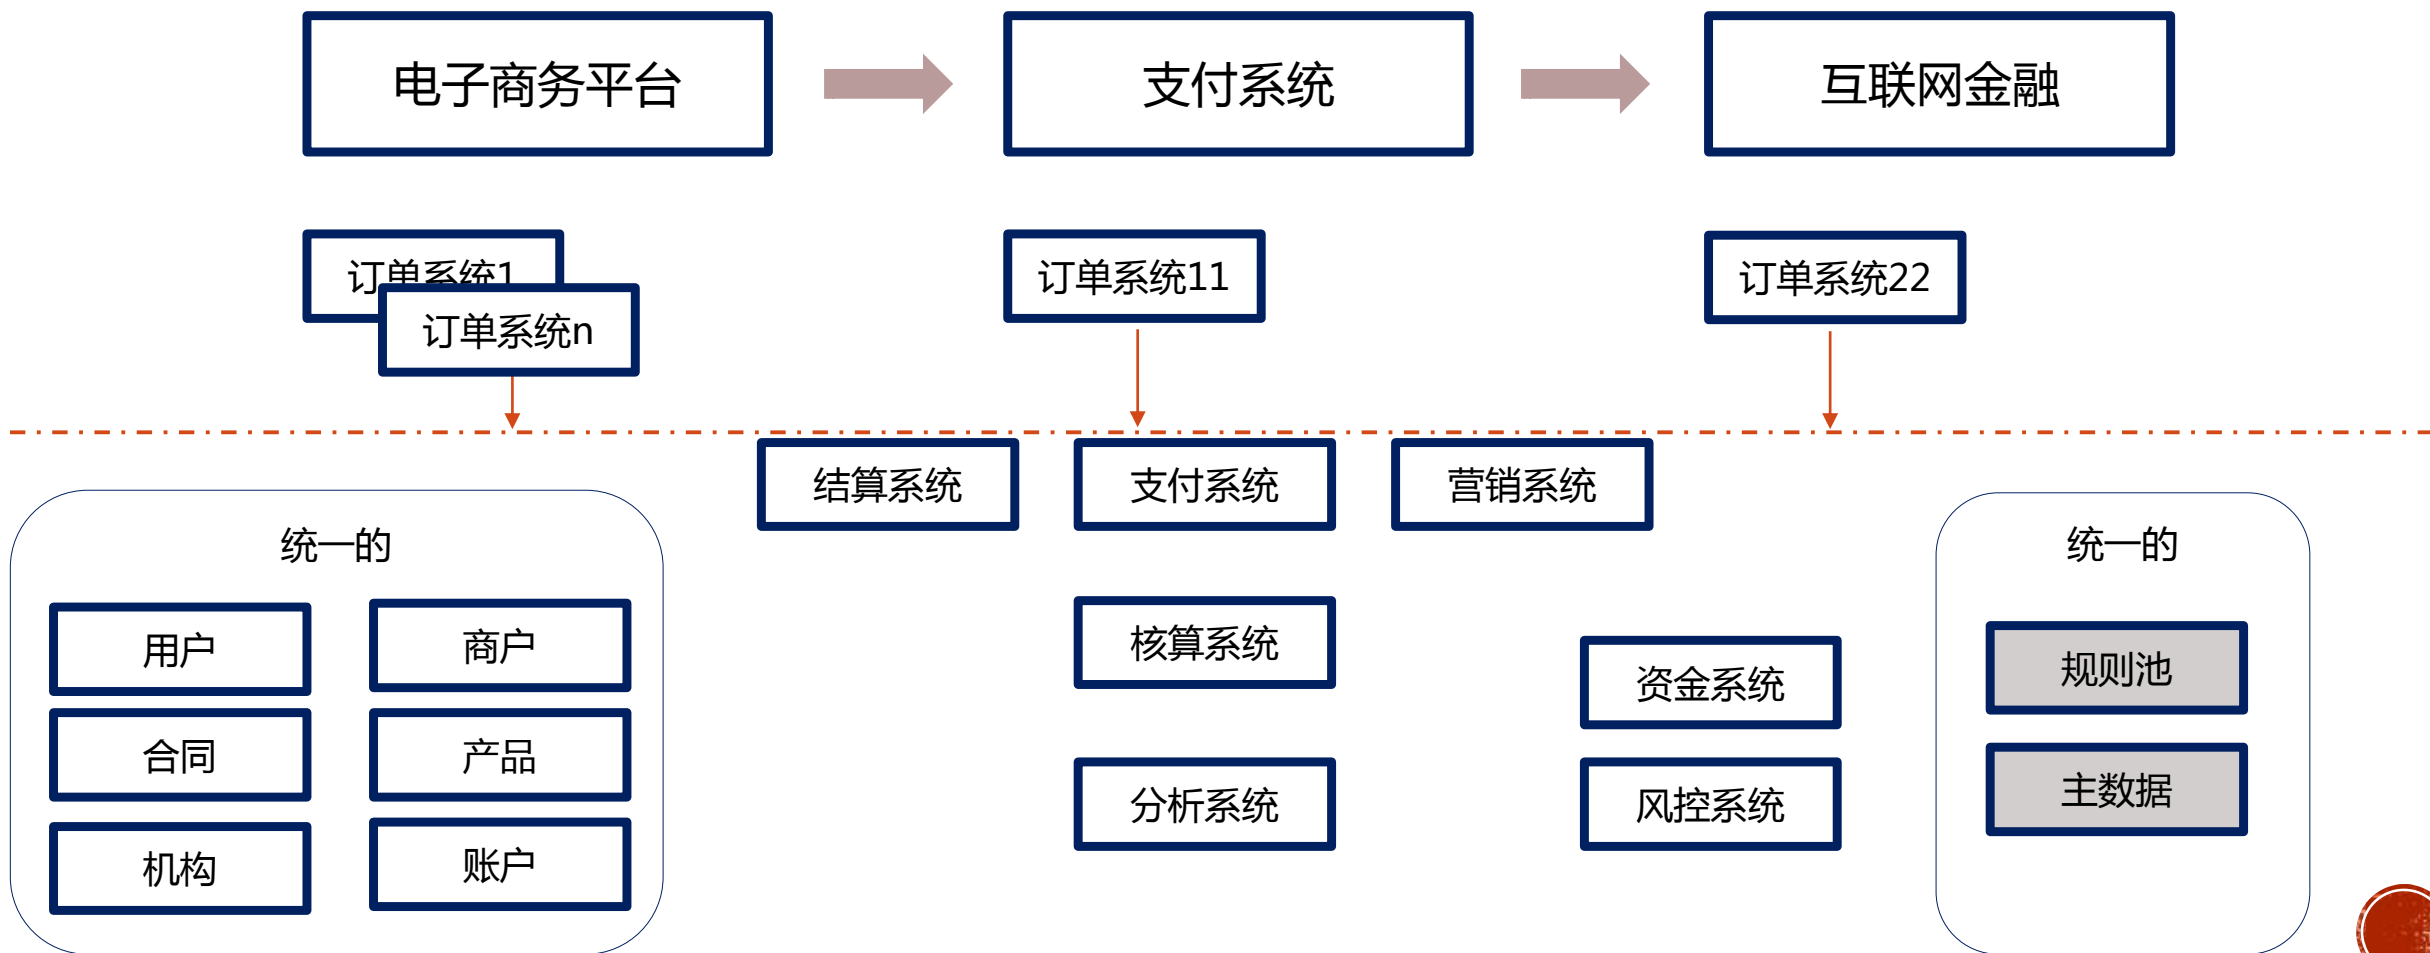 电子商务平台
支付系统
互联网金融
订单系统1
订单系统n
订单系统11
订单系统22
结算系统
支付系统
营销系统
统一的
用户
商户
合同
产品
机构
账户
核算系统
分析系统
资金系统
风控系统
统一的
规则池
主数据